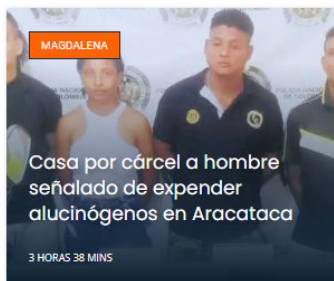 MAGDALENA
Casa por cárcel a hombre
señalado de expender
alucinógenos en Aracataca
3 HORAS 38 MINS